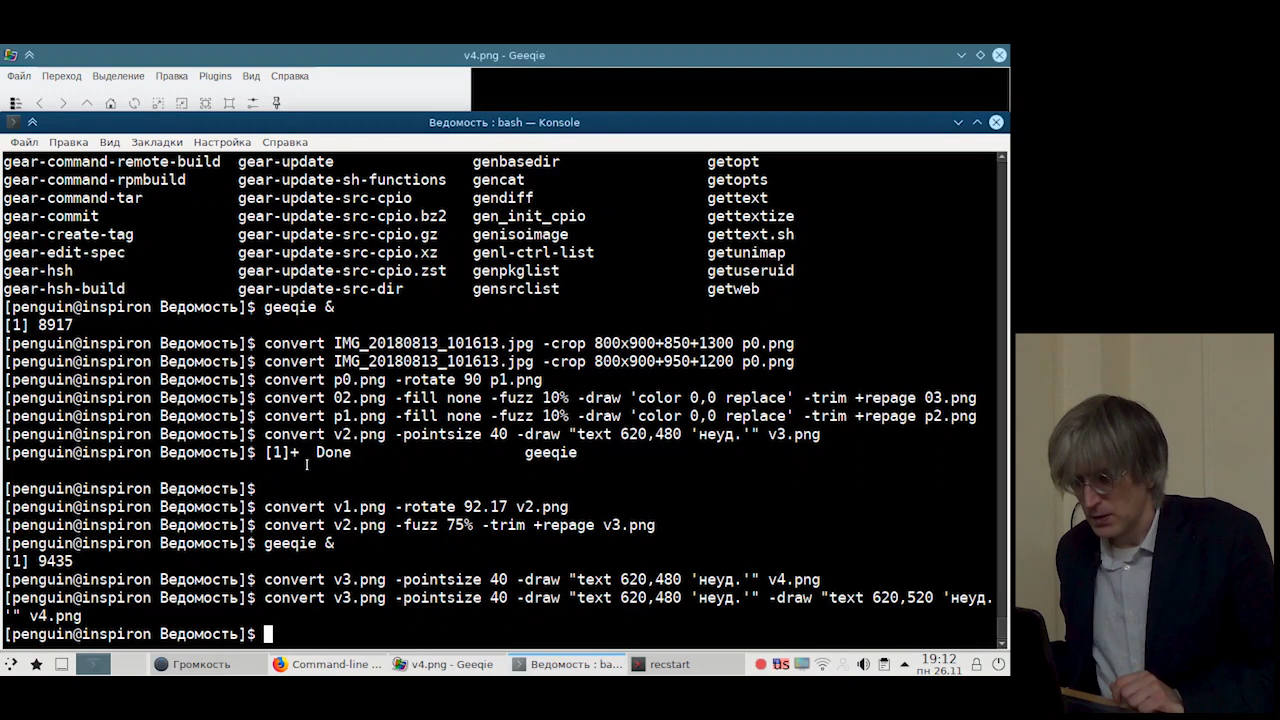 v4.png - Geeqie
Файл Переход Выделение Правка Plugins Вид Справка
Ведомость : bash — Konsole
Файл Правка Вид Закладки Настройка Справка
gear-command-remote-build gear-update genbasedir getopt
gear-command-rpmbuild gear-update-sh-functions gencat getopts
gear-command-tar gear-update-src-cpio gendiff gettext
gear-commit gear-update-src-cpio.bz2 gen_init_cpio gettextize
gear-create-tag gear-update-src-cpio.gz genisoimage gettext.sh
gear-edit-spec gear-update-src-cpio.xz genl-ctrl-list getunimap
gear-hsh gear-update-src-cpio.zst genpkglist getuseruid
gear-hsh-build gear-update-src-dir gensrclist getweb
[penguin@inspiron Ведомость]$ geeqie &
[1] 8917
[penguin@inspiron Ведомость]$ convert IMG_20180813_101613.jpg -crop 800x900+850+1300 p0.png
[penguin@inspiron Ведомость]$ convert IMG_20180813_101613.jpg -crop 800x900+950+1200 p0.png
[penguin@inspiron Ведомость]$ convert p0.png -rotate 90 p1.png
[penguin@inspiron Ведомость]$ convert 02.png -fill none -fuzz 10% -draw 'color 0,0 replace' -trim +repage 03.png
[penguin@inspiron Ведомость]$ convert p1.png -fill none -fuzz 10% -draw 'color 0,0 replace' -trim +repage p2.png
[penguin@inspiron Ведомость]$ convert v2.png -pointsize 40 -draw "text 620,480 'неуд.'" v3.png
[penguin@inspiron Ведомость]$ [1]+ Done geeqie
[penguin@inspiron Ведомость]$
[penguin@inspiron Ведомость]$ convert v1.png -rotate 92.17 v2.png
[penguin@inspiron Ведомость]$ convert v2.png -fuzz 75% -trim +repage v3.png
[penguin@inspiron Ведомость]$ geeqie &
[1] 9435
[penguin@inspiron Ведомость]$ convert v3.png -pointsize 40 -draw "text 620,480 'неуд.'" v4.png
[penguin@inspiron Ведомость]$ convert v3.png -pointsize 40 -draw "text 620,480 'неуд.'" -draw "text 620,520 'неуд.
'" v4.png
[penguin@inspiron Ведомость]$
Громкость Command-line ... v4.png - Geeqie Ведомость : ba... recstart us 19:12
пн 26.11